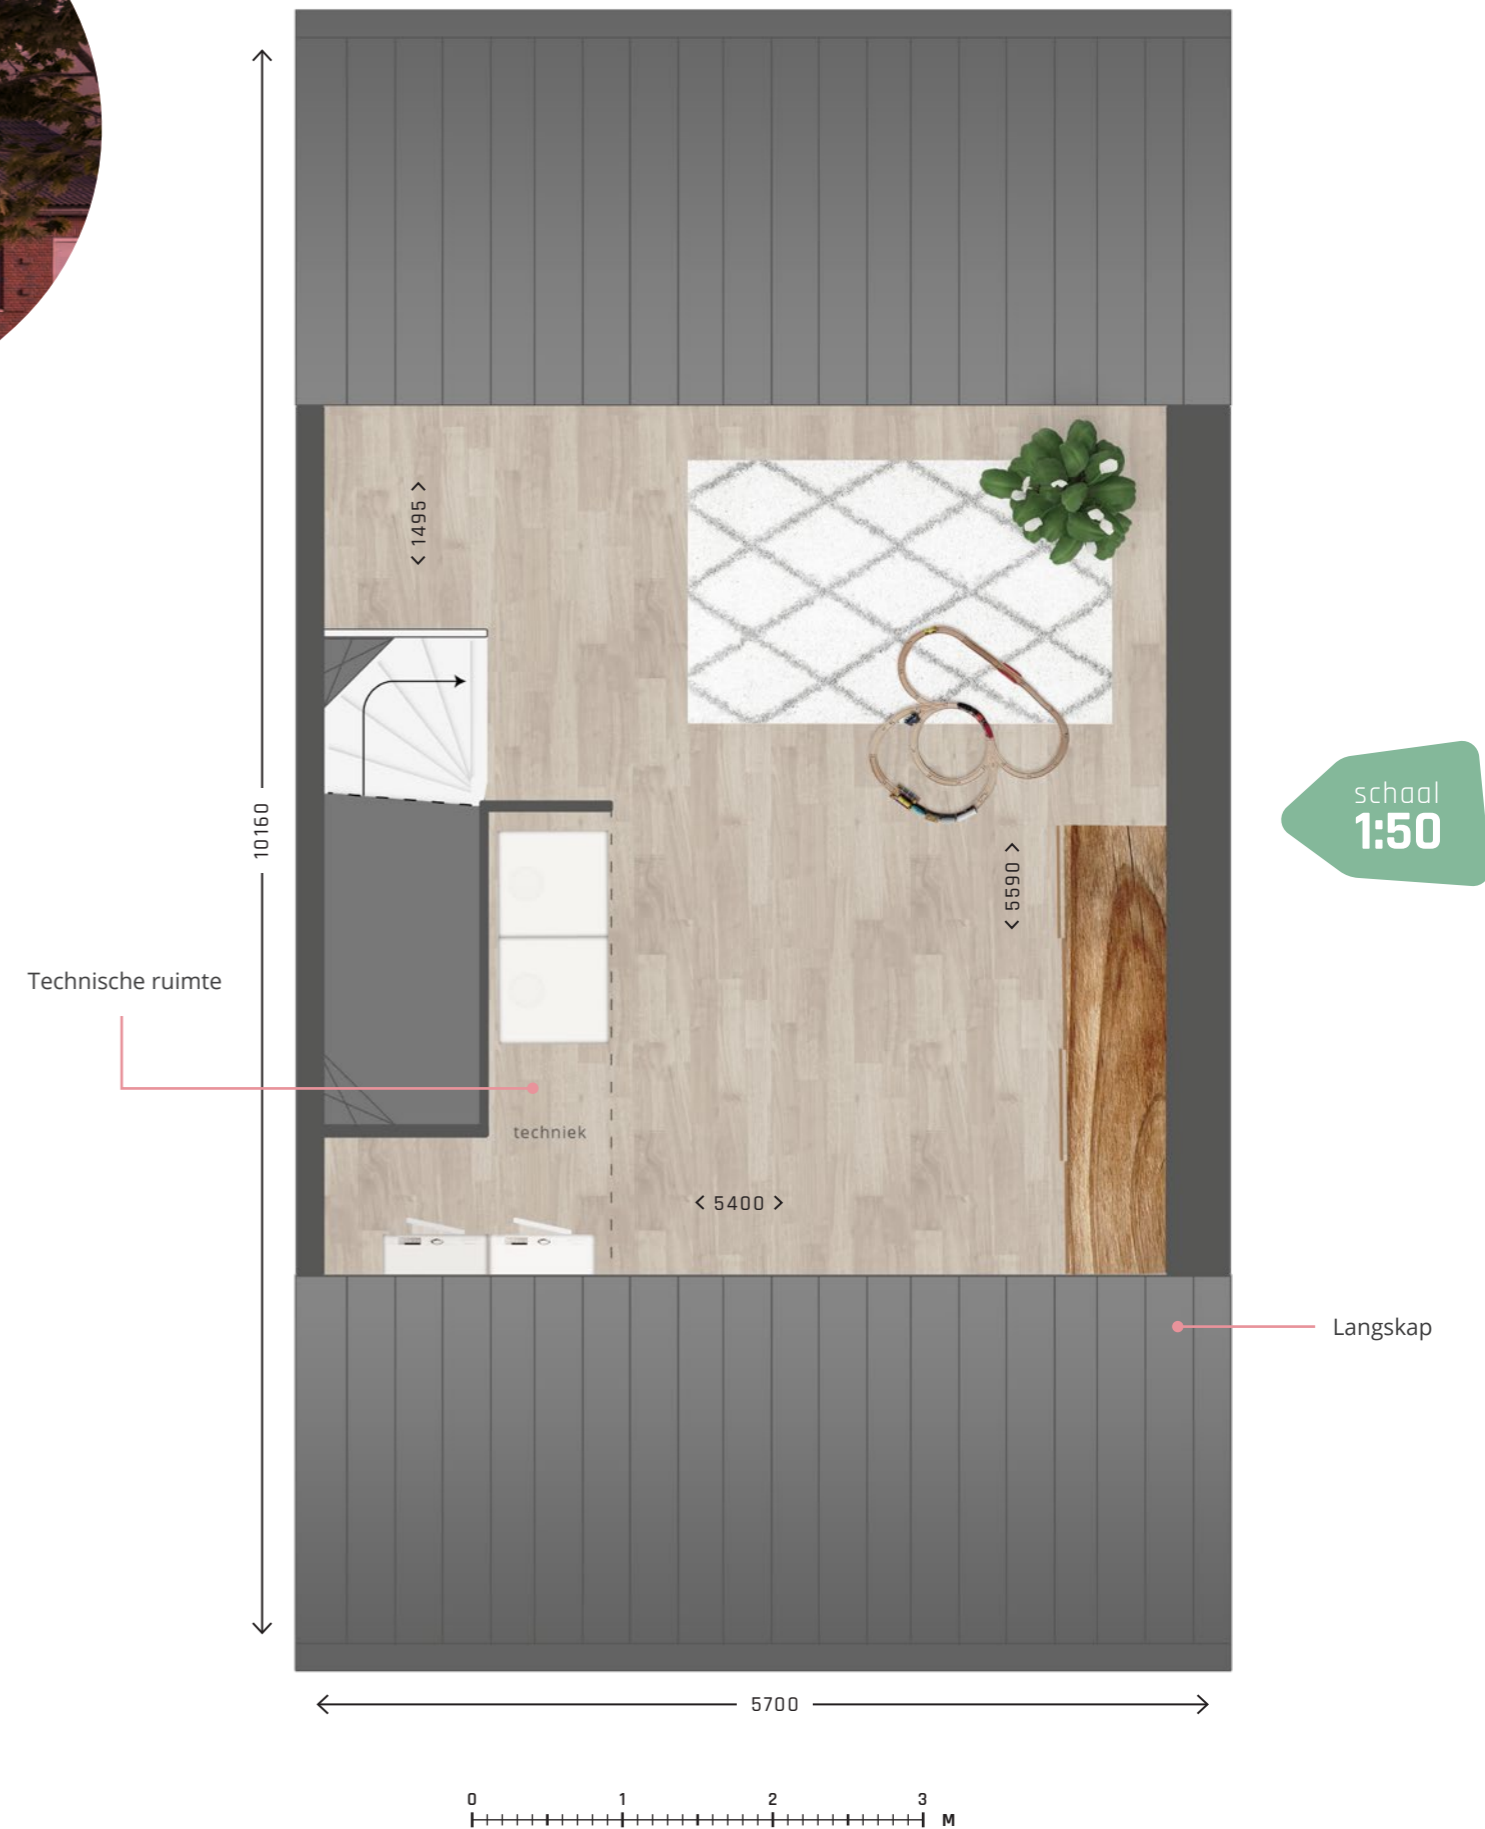 < 1495 >
schaal
1:50
10160
< 5590 >
Technische ruimte
techniek
< 5400 >
Langskap
5700
0 1 2 3 M